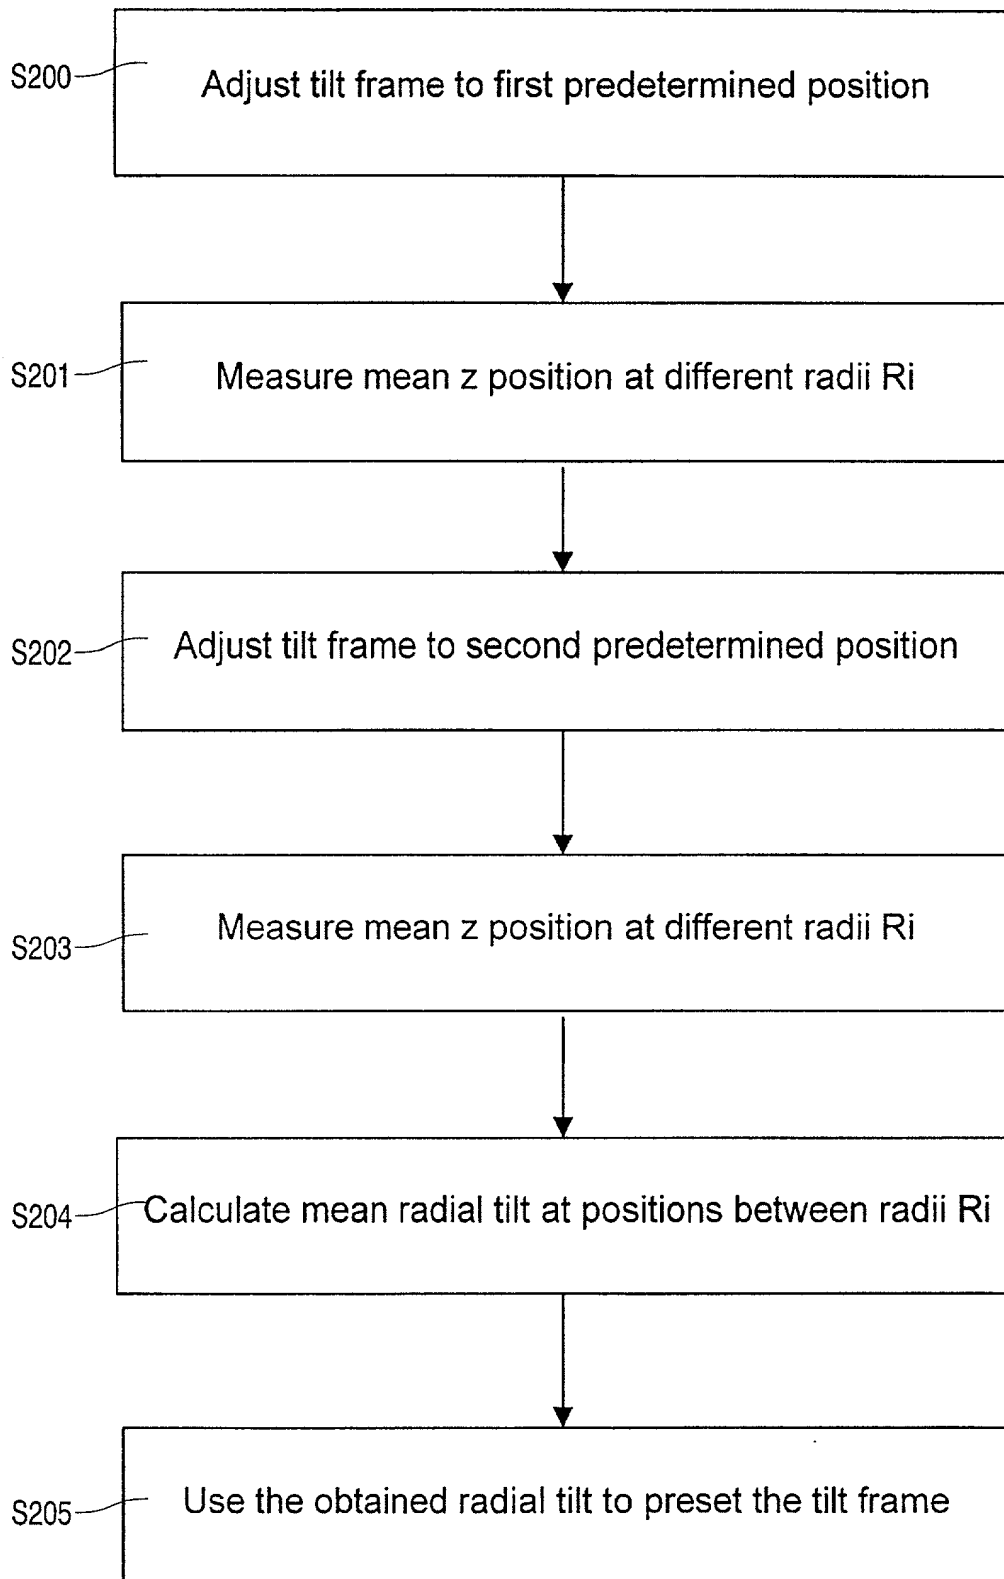 S200 Adjust tilt frame to first predetermined position
S201 Measure mean z position at different radii Ri
S202 Adjust tilt frame to second predetermined position
S203 Measure mean z position at different radii Ri
S204 Calculate mean radial tilt at positions between radii Ri
S205 Use the obtained radial tilt to preset the tilt frame